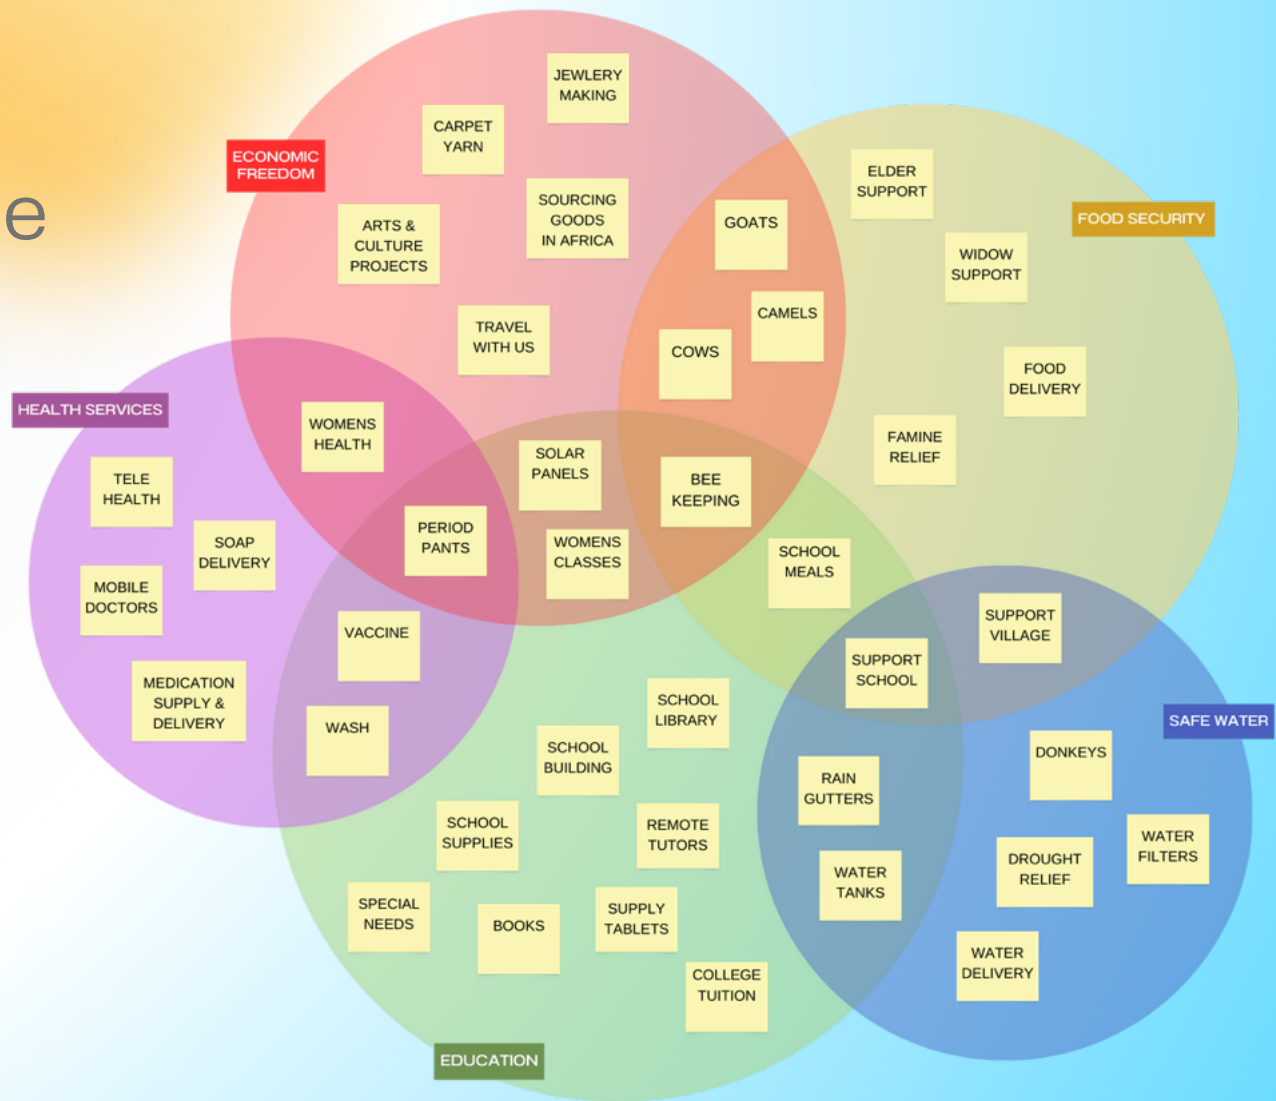 JEWLERY
MAKING
CARPET
YARN
ECONOMIC
FREEDOM
ELDER
SUPPORT
e
SOURCING
GOODS
IN AFRICA
GOATS
FOOD SECURITY
ARTS &
CULTURE
PROJECTS
WIDOW
SUPPORT
CAMELS
TRAVEL
WITH US
COWS
FOOD
DELIVERY
HEALTH SERVICES
WOMENS
HEALTH
FAMINE
RELIEF
SOLAR
PANELS
TELE
HEALTH
BEE
KEEPING
PERIOD
PANTS
SOAP
DELIVERY
WOMENS
CLASSES
SCHOOL
MEALS
MOBILE
DOCTORS
SUPPORT
VILLAGE
VACCINE
SUPPORT
SCHOOL
MEDICATION
SUPPLY &
DELIVERY
SCHOOL
LIBRARY
WASH
SAFE WATER
SCHOOL
BUILDING
DONKEYS
RAIN
GUTTERS
SCHOOL
SUPPLIES
REMOTE
TUTORS
WATER
FILTERS
DROUGHT
RELIEF
WATER
TANKS
SPECIAL
NEEDS
BOOKS
SUPPLY
TABLETS
WATER
DELIVERY
COLLEGE
TUITION
EDUCATION